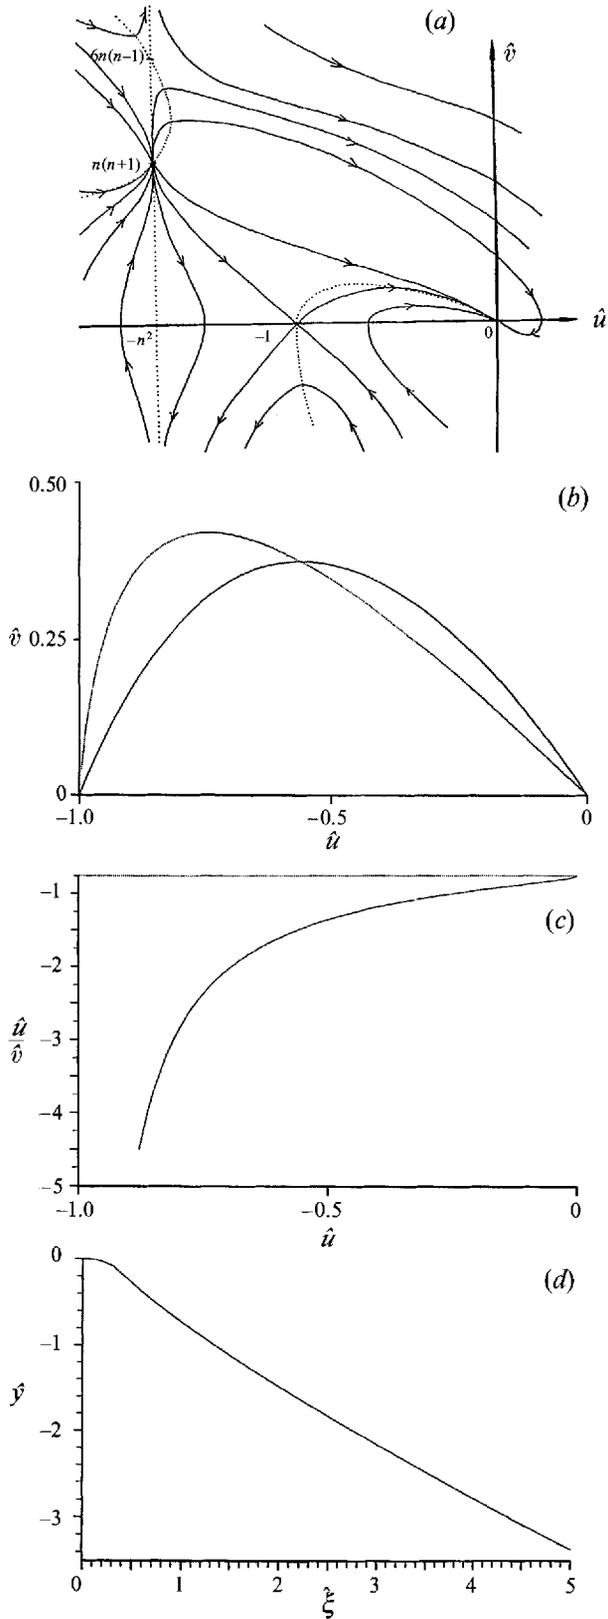 (a)
v̂
6n(n–1)
n(n+1)
–n²
–1
0
û
(b)
0.50
v̂ 0.25
0
–1.0 –0.5 0
û
(c)
–1
–2
û/v̂ –3
–4
–5
–1.0 –0.5 0
û
(d)
0
–1
ŷ
–2
–3
0 1 2 3 4 5
ξ̂